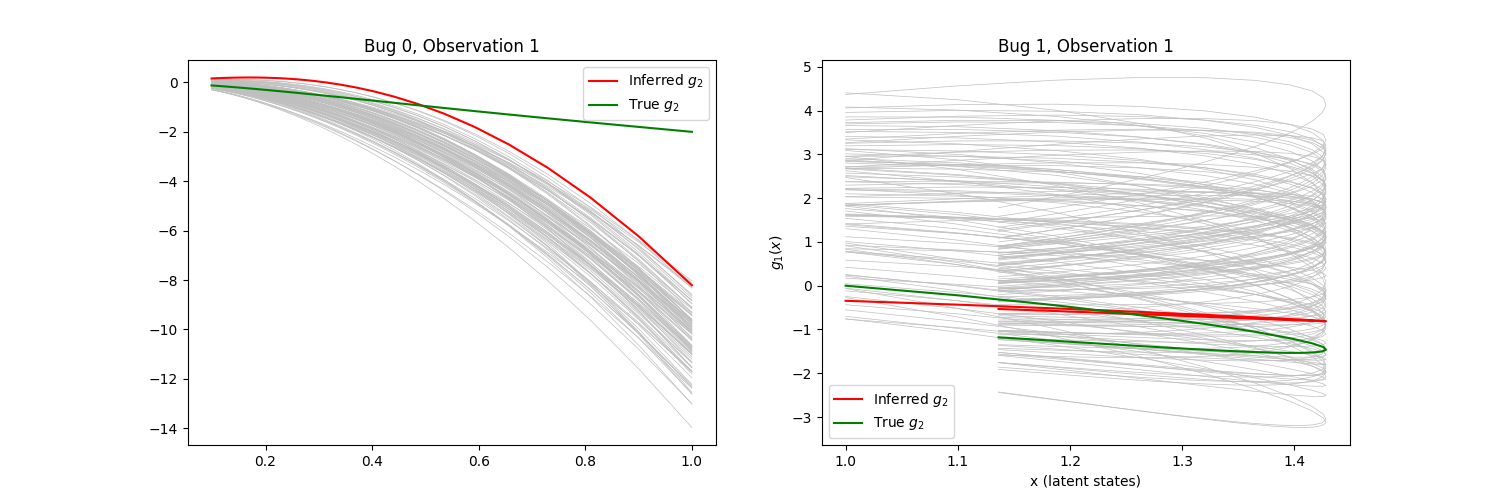 Bug 0, Observation 1
Inferred g₂
True g₂
0
−2
−4
−6
−8
−10
−12
−14
0.2 0.4 0.6 0.8 1.0
Bug 1, Observation 1
g₁(x)
5
4
3
2
1
0
−1
−2
−3
Inferred g₂
True g₂
1.0 1.1 1.2 1.3 1.4
x (latent states)